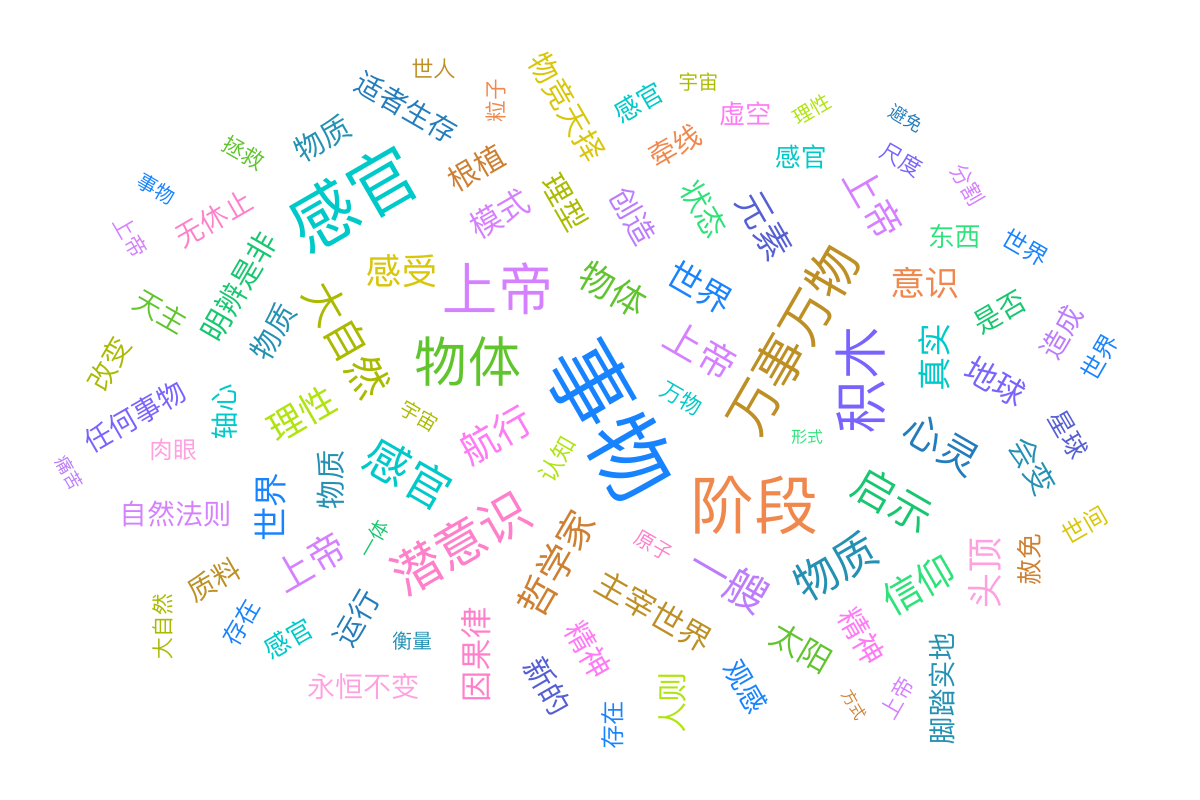 世人
适者生存
粒子
物竞天择
感官
宇宙
虚空
理性
避免
拯救
物质
牵线
感官
尺度
分割
事物
无休止
感官
根植
模式
理型
创造
状态
元素
上帝
东西
世界
上帝
明辨是非
感受
上帝
物体
世界
万事万物
意识
是否
造成
世界
天主
物质
大自然
物体
事物
上帝
积木
真实
地球
改变
任何事物
轴心
理性
宇宙
航行
万物
形式
心灵
星球
会变
肉眼
痛苦
世界
物质
感官
认知
阶段
启示
世间
自然法则
上帝
一体
潜意识
哲学家
原子
一艘
物质
信仰
头顶
赦免
质料
大自然
存在
感官
运行
衡量
因果律
精神
主宰世界
太阳
精神
脚踏实地
永恒不变
新的
存在
人则
观感
方式
上帝